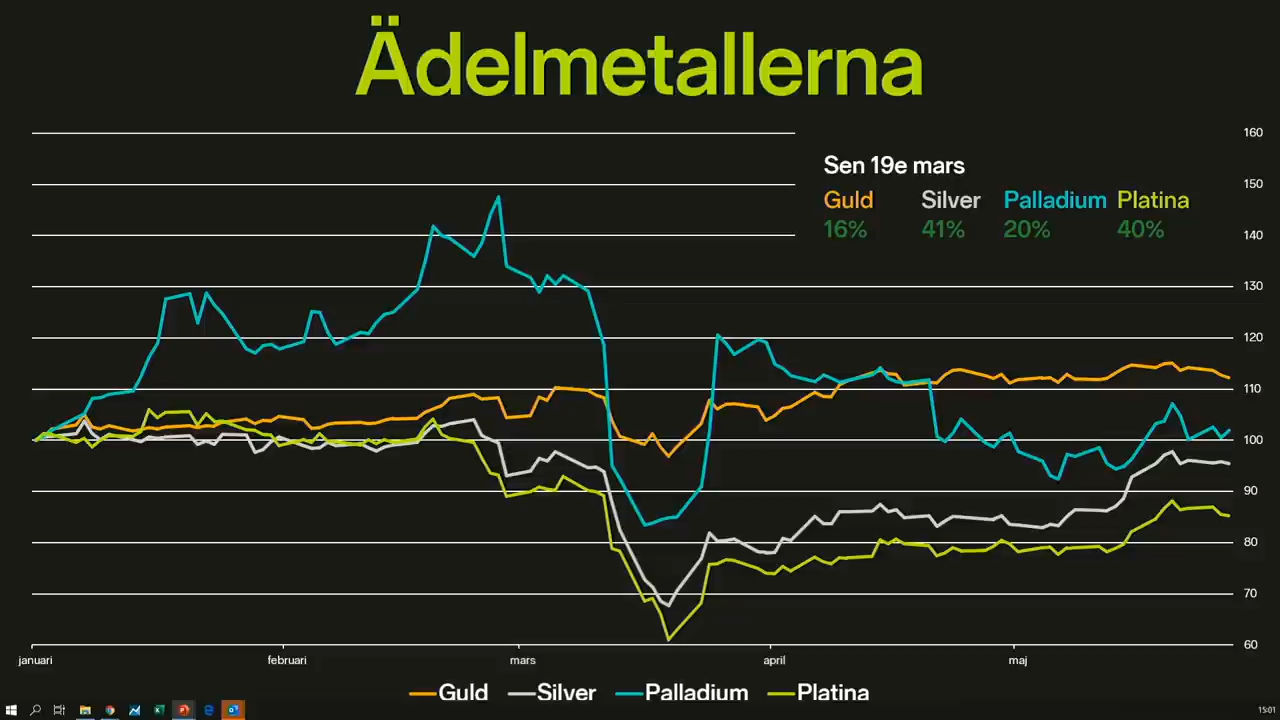 Ädelmetallerna
160
Sen 19e mars
150
Guld Silver Palladium Platina
16% 41% 20% 40%
140
130
120
110
100
90
80
70
60
januari februari mars april maj
Guld Silver Palladium Platina
15:01